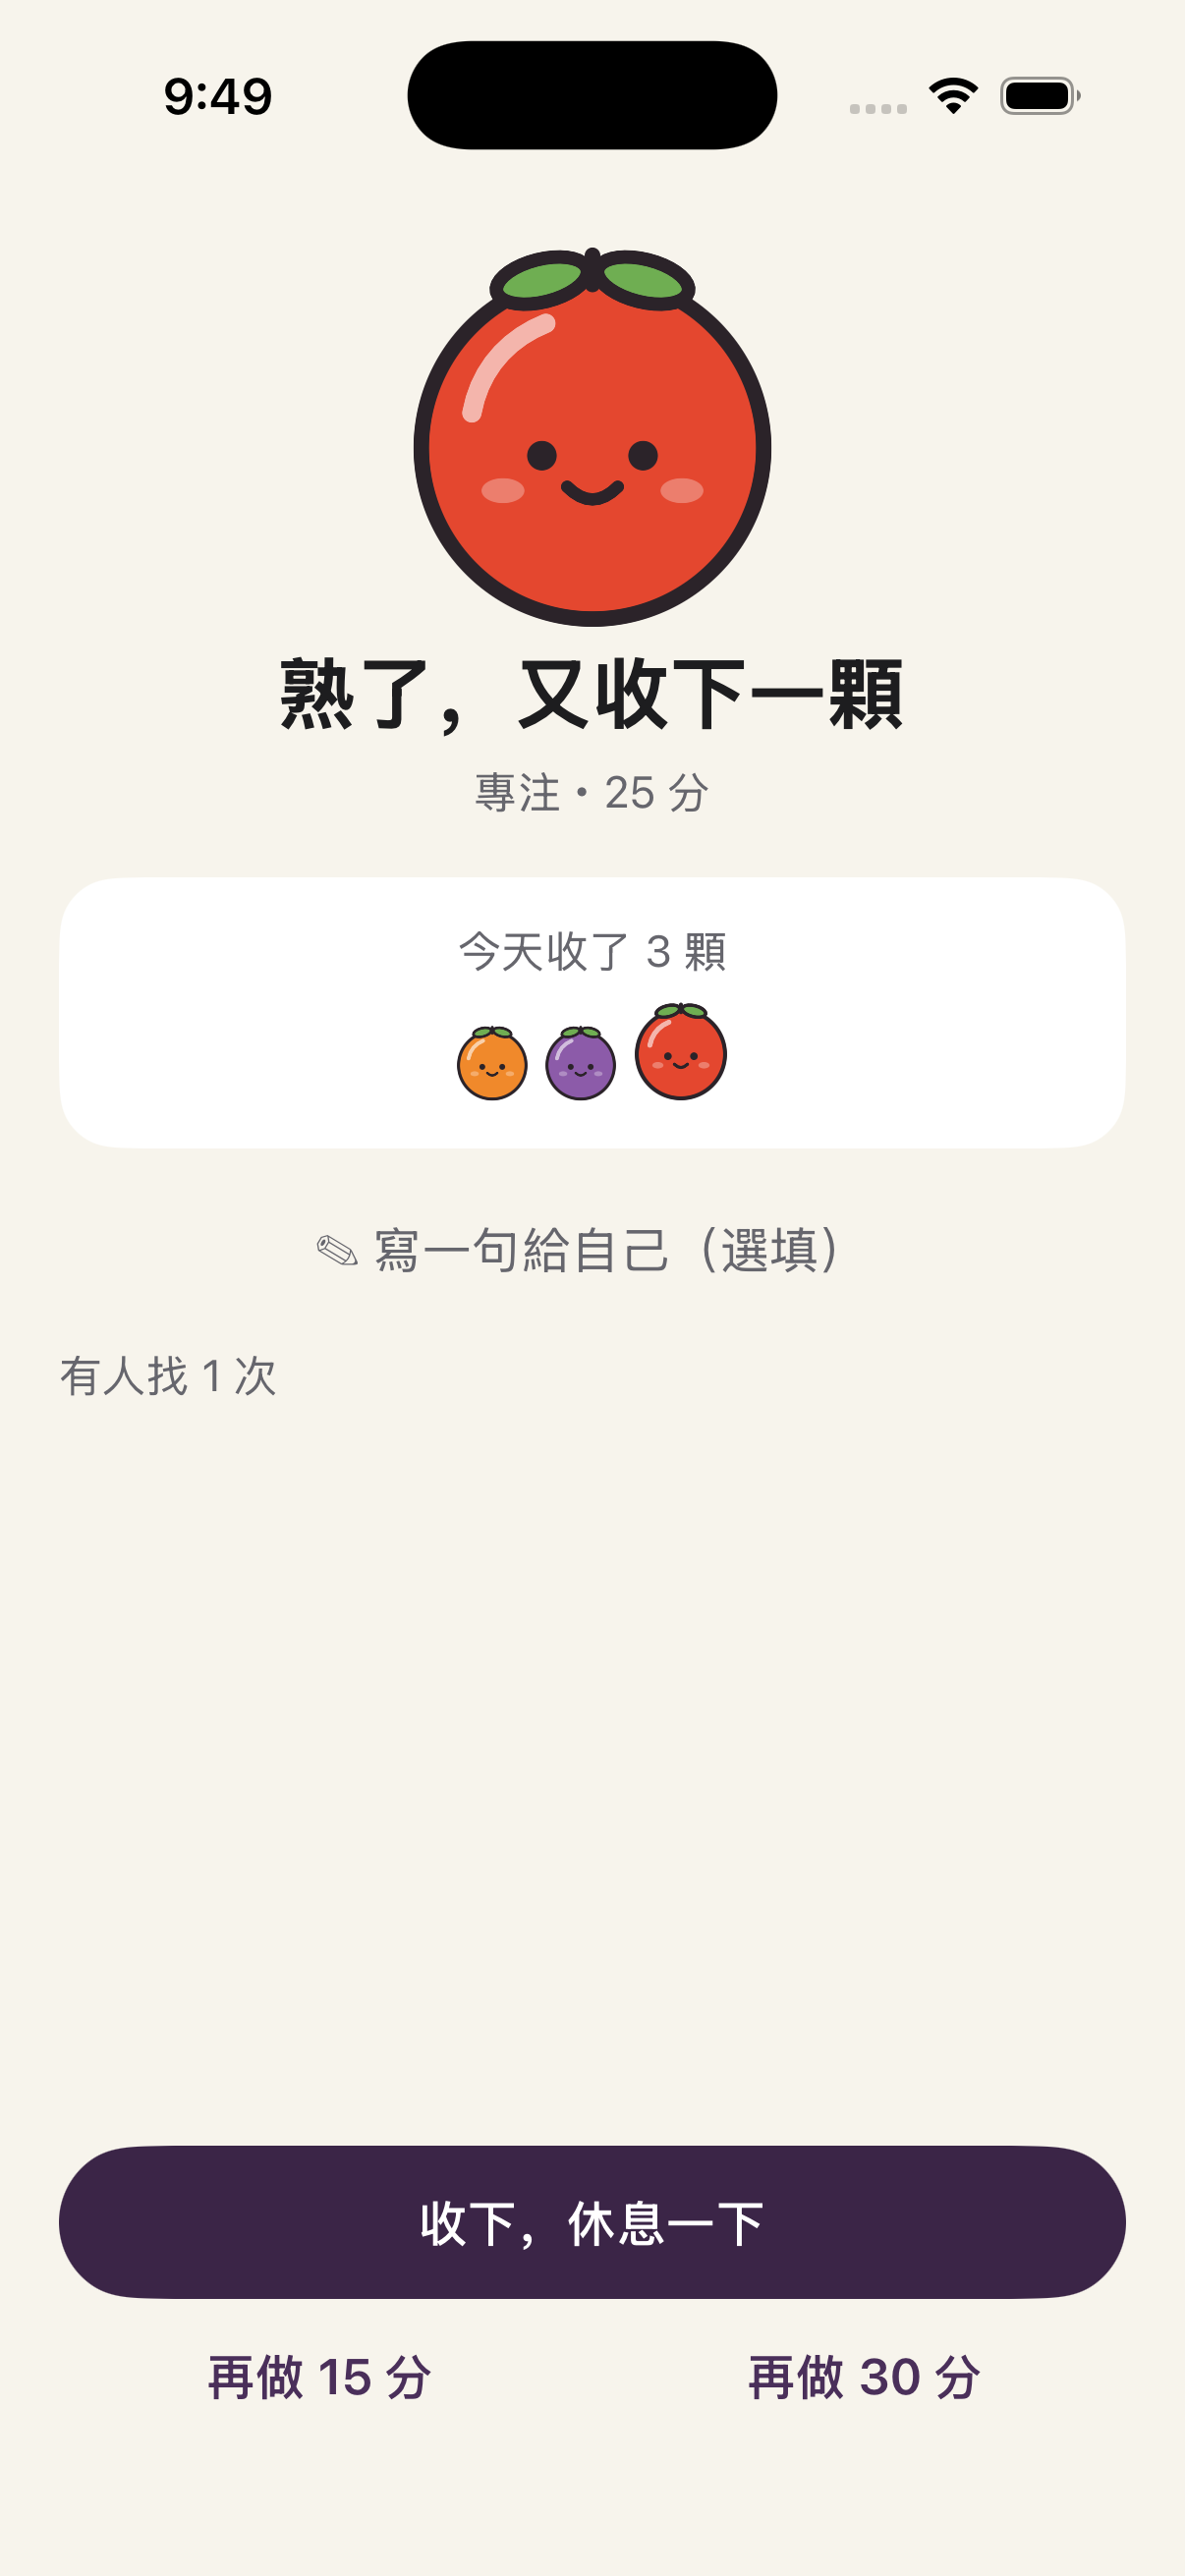 9:49
熟了，又收下一顆
專注・25 分
今天收了 3 顆
✎ 寫一句給自己（選填）
有人找 1 次
收下，休息一下
再做 15 分
再做 30 分